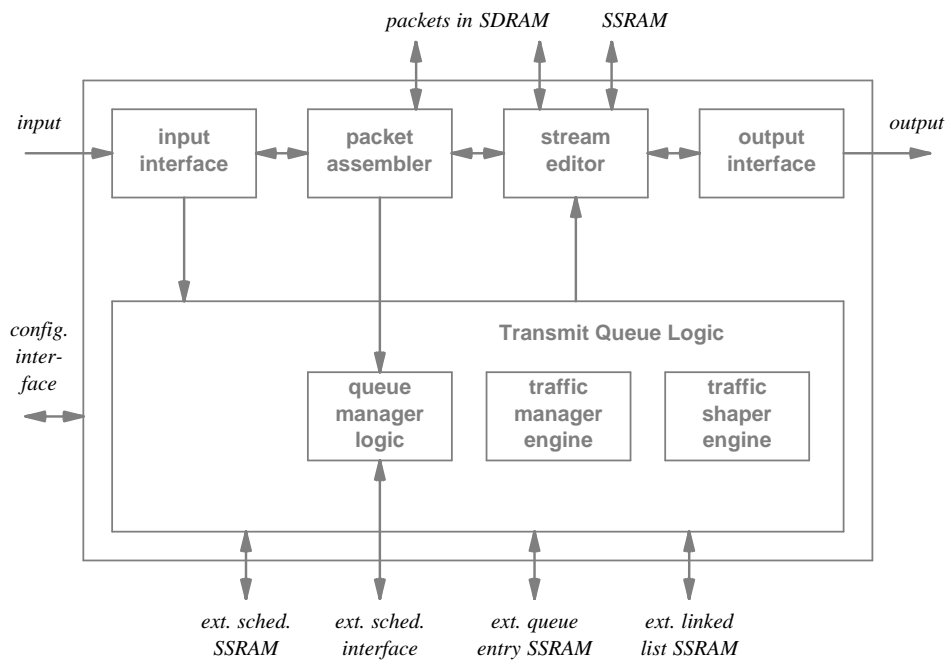 packets in SDRAM
SSRAM
input
input
interface
packet
assembler
stream
editor
output
interface
output
config.
inter-
face
Transmit Queue Logic
queue
manager
logic
traffic
manager
engine
traffic
shaper
engine
ext. sched.
SSRAM
ext. sched.
interface
ext. queue
entry SSRAM
ext. linked
list SSRAM